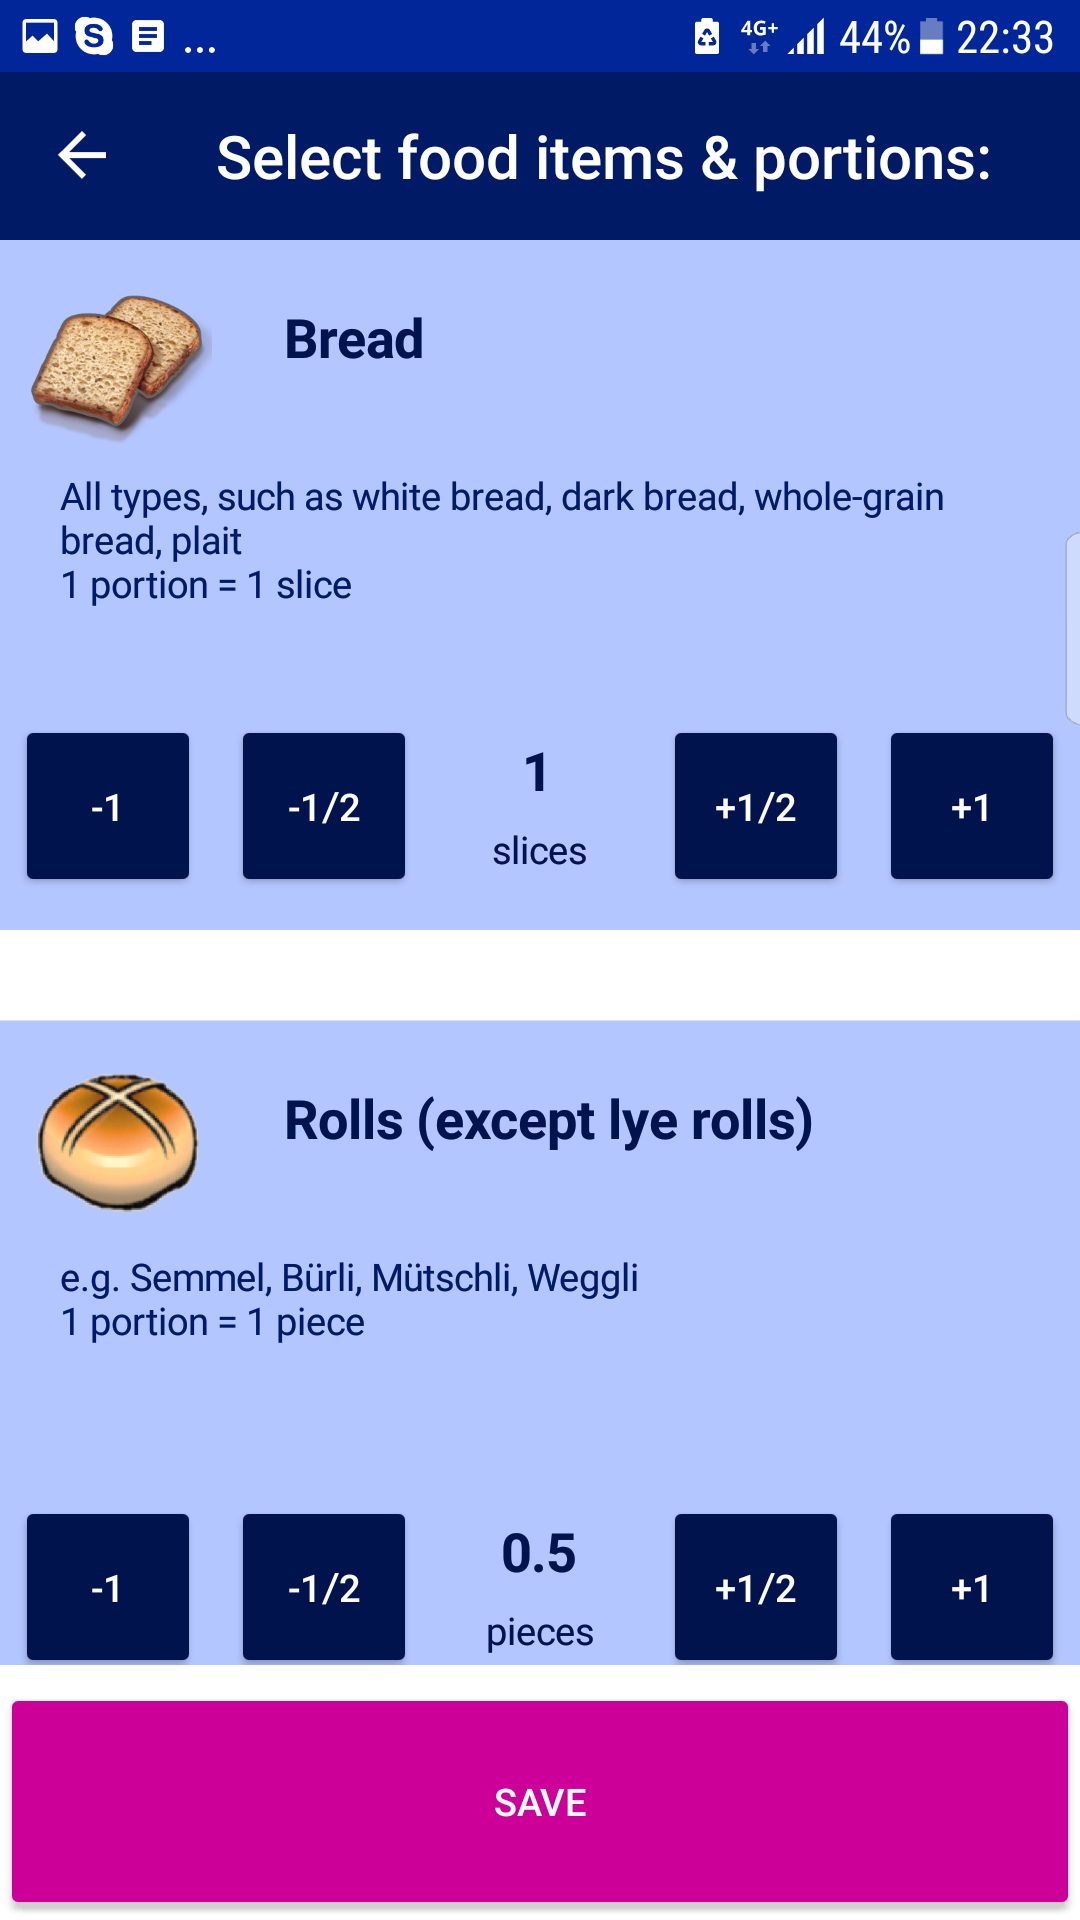 ... 4G+ 44% 22:33
Select food items & portions:
Bread
All types, such as white bread, dark bread, whole-grain
bread, plait
1 portion = 1 slice
-1 -1/2 1 +1/2 +1
slices
Rolls (except lye rolls)
e.g. Semmel, Bürli, Mütschli, Weggli
1 portion = 1 piece
-1 -1/2 0.5 +1/2 +1
pieces
SAVE